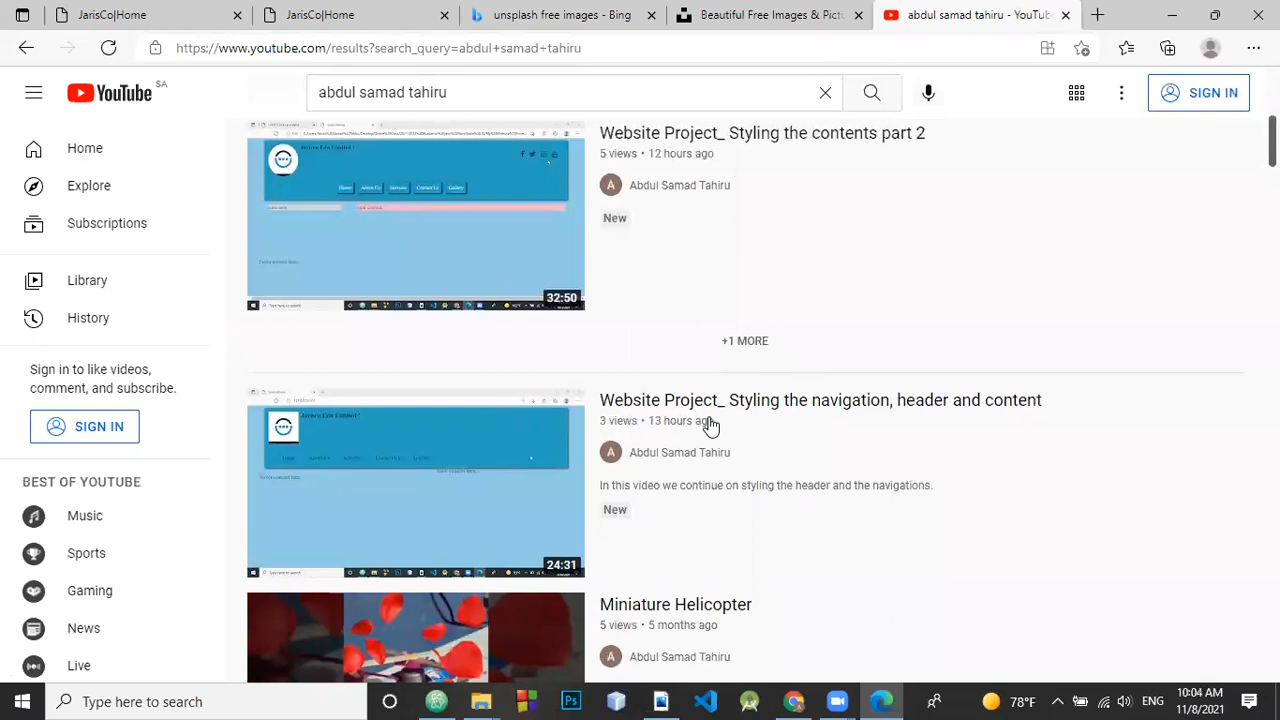 Jarisco|Home
Jarisco|Home
unsplash free images - Bing
Beautiful Free Images & Pictu
abdul samad tahiru - YouTube
https://www.youtube.com/results?search_query=abdul+samad+tahiru
YouTube SA
abdul samad tahiru
SIGN IN
Home
Explore
Subscriptions
Library
History
Sign in to like videos,
comment, and subscribe.
SIGN IN
BEST OF YOUTUBE
Music
Sports
Gaming
News
Live
Website Project_ Styling the contents part 2
5 views • 12 hours ago
Abdul Samad Tahiru
New
32:50
+1 MORE
Website Project_ Styling the navigation, header and content
3 views • 13 hours ago
Abdul Samad Tahiru
In this video we continue on styling the header and the navigations.
New
24:31
Miniature Helicopter
5 views • 5 months ago
Abdul Samad Tahiru
Type here to search
78°F
ENG
10:04 AM
11/8/2021